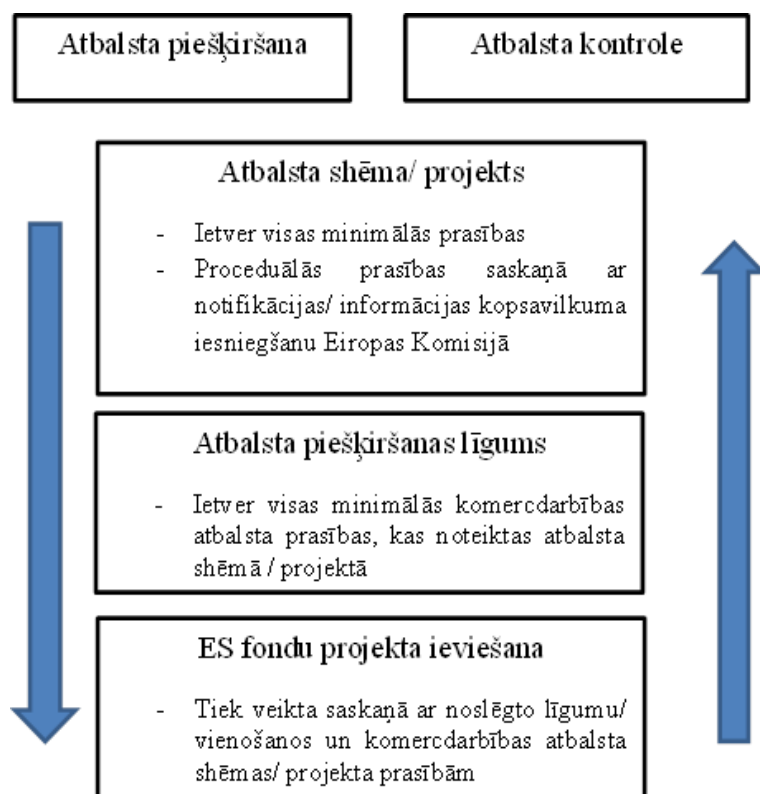 Atbalsta piešķiršana
Atbalsta kontrole
Atbalsta shēma/ projekts
- Ietver visas minimālās prasības
- Proceduālās prasības saskaņā ar
notifikācijas/ informācijas kopsavilkuma
iesniegšanu Eiropas Komisijā
Atbalsta piešķiršanas līgums
- Ietver visas minimālās komercdarbības
atbalsta prasības, kas noteiktas atbalsta
shēmā / projektā
ES fondu projekta ieviešana
- Tiek veikta saskaņā ar noslēgto līgumu/
vienošanos un komercdarbības atbalsta
shēmas/ projekta prasībām